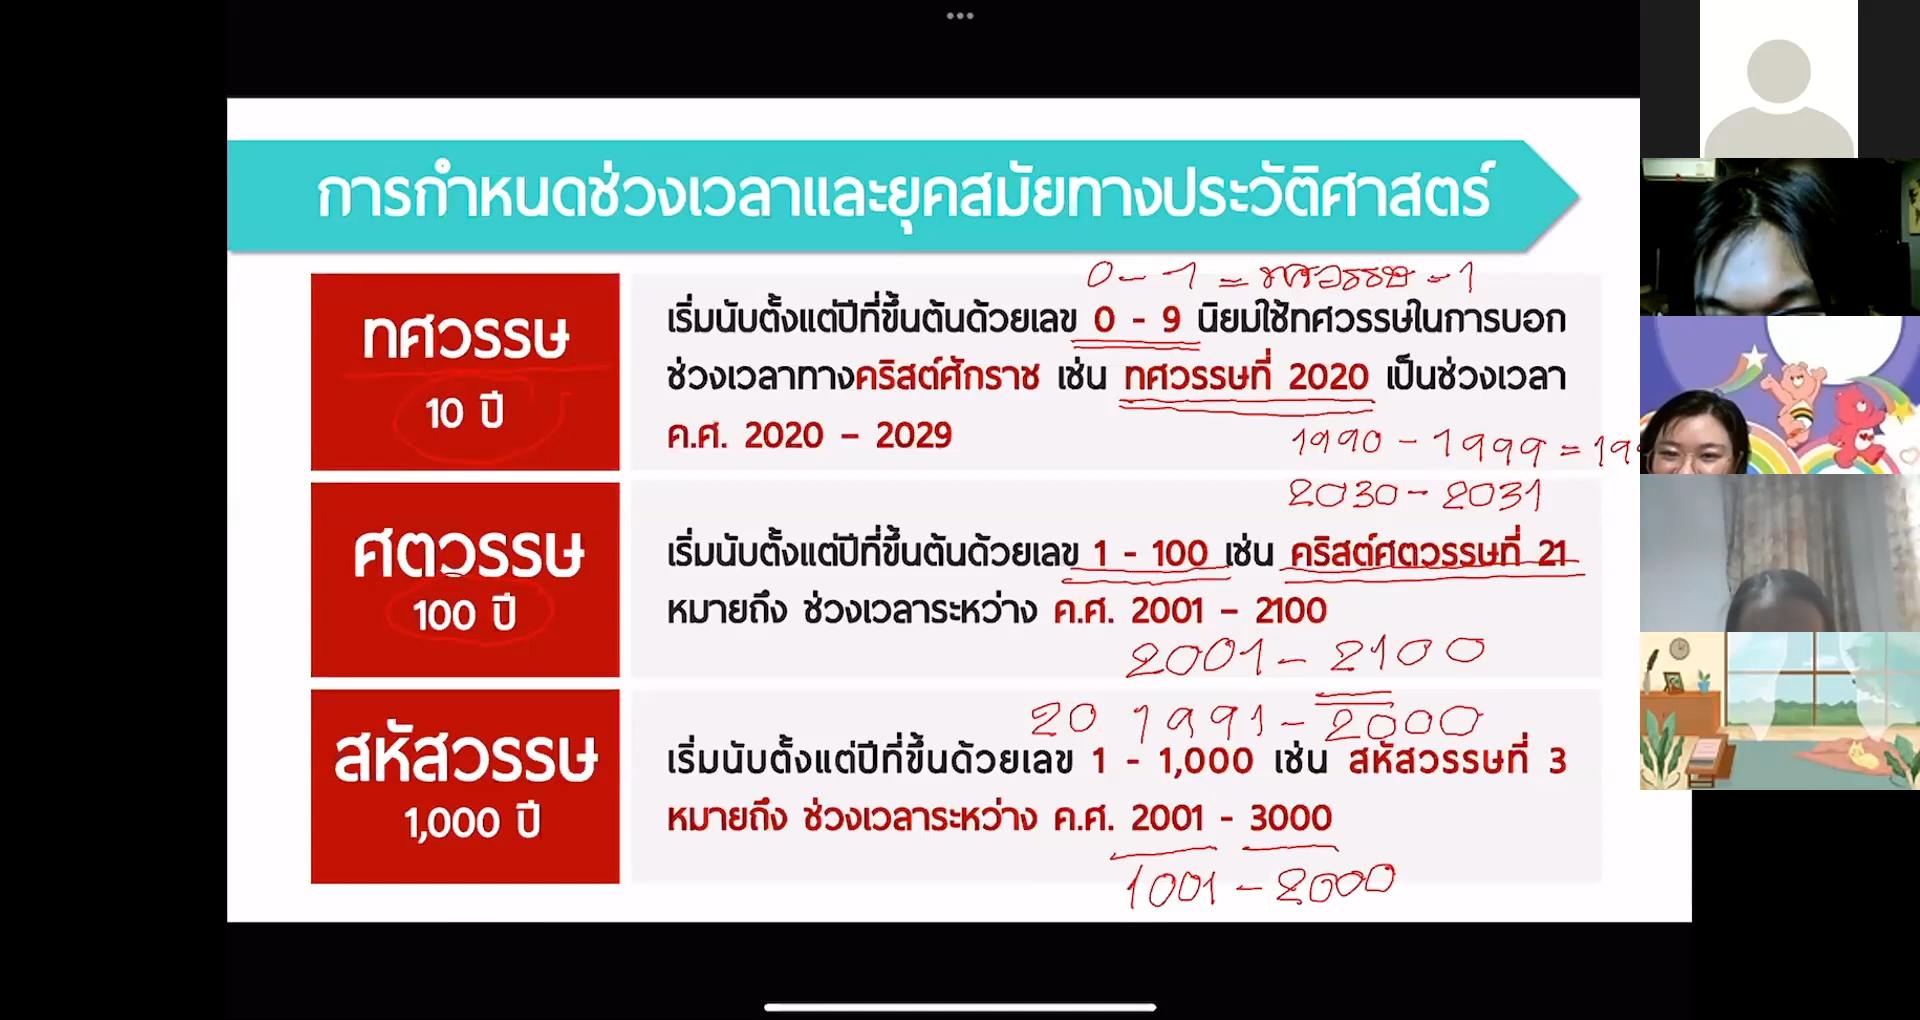 การกำหนดช่วงเวลาและยุคสมัยทางประวัติศาสตร์
0 - 1 = ทศวรรษ - 1
ทศวรรษ
10 ปี
เริ่มนับตั้งแต่ปีที่ขึ้นต้นด้วยเลข 0 - 9 นิยมใช้ทศวรรษในการบอก
ช่วงเวลาทางคริสต์ศักราช เช่น ทศวรรษที่ 2020 เป็นช่วงเวลา
ค.ศ. 2020 – 2029
1990 - 1999 = 19
2030 - 2031
ศตวรรษ
100 ปี
เริ่มนับตั้งแต่ปีที่ขึ้นต้นด้วยเลข 1 - 100 เช่น คริสต์ศตวรรษที่ 21
หมายถึง ช่วงเวลาระหว่าง ค.ศ. 2001 – 2100
2001 - 2100
20 1991 - 2000
สหัสวรรษ
1,000 ปี
เริ่มนับตั้งแต่ปีที่ขึ้นด้วยเลข 1 - 1,000 เช่น สหัสวรรษที่ 3
หมายถึง ช่วงเวลาระหว่าง ค.ศ. 2001 - 3000
1001 - 2000